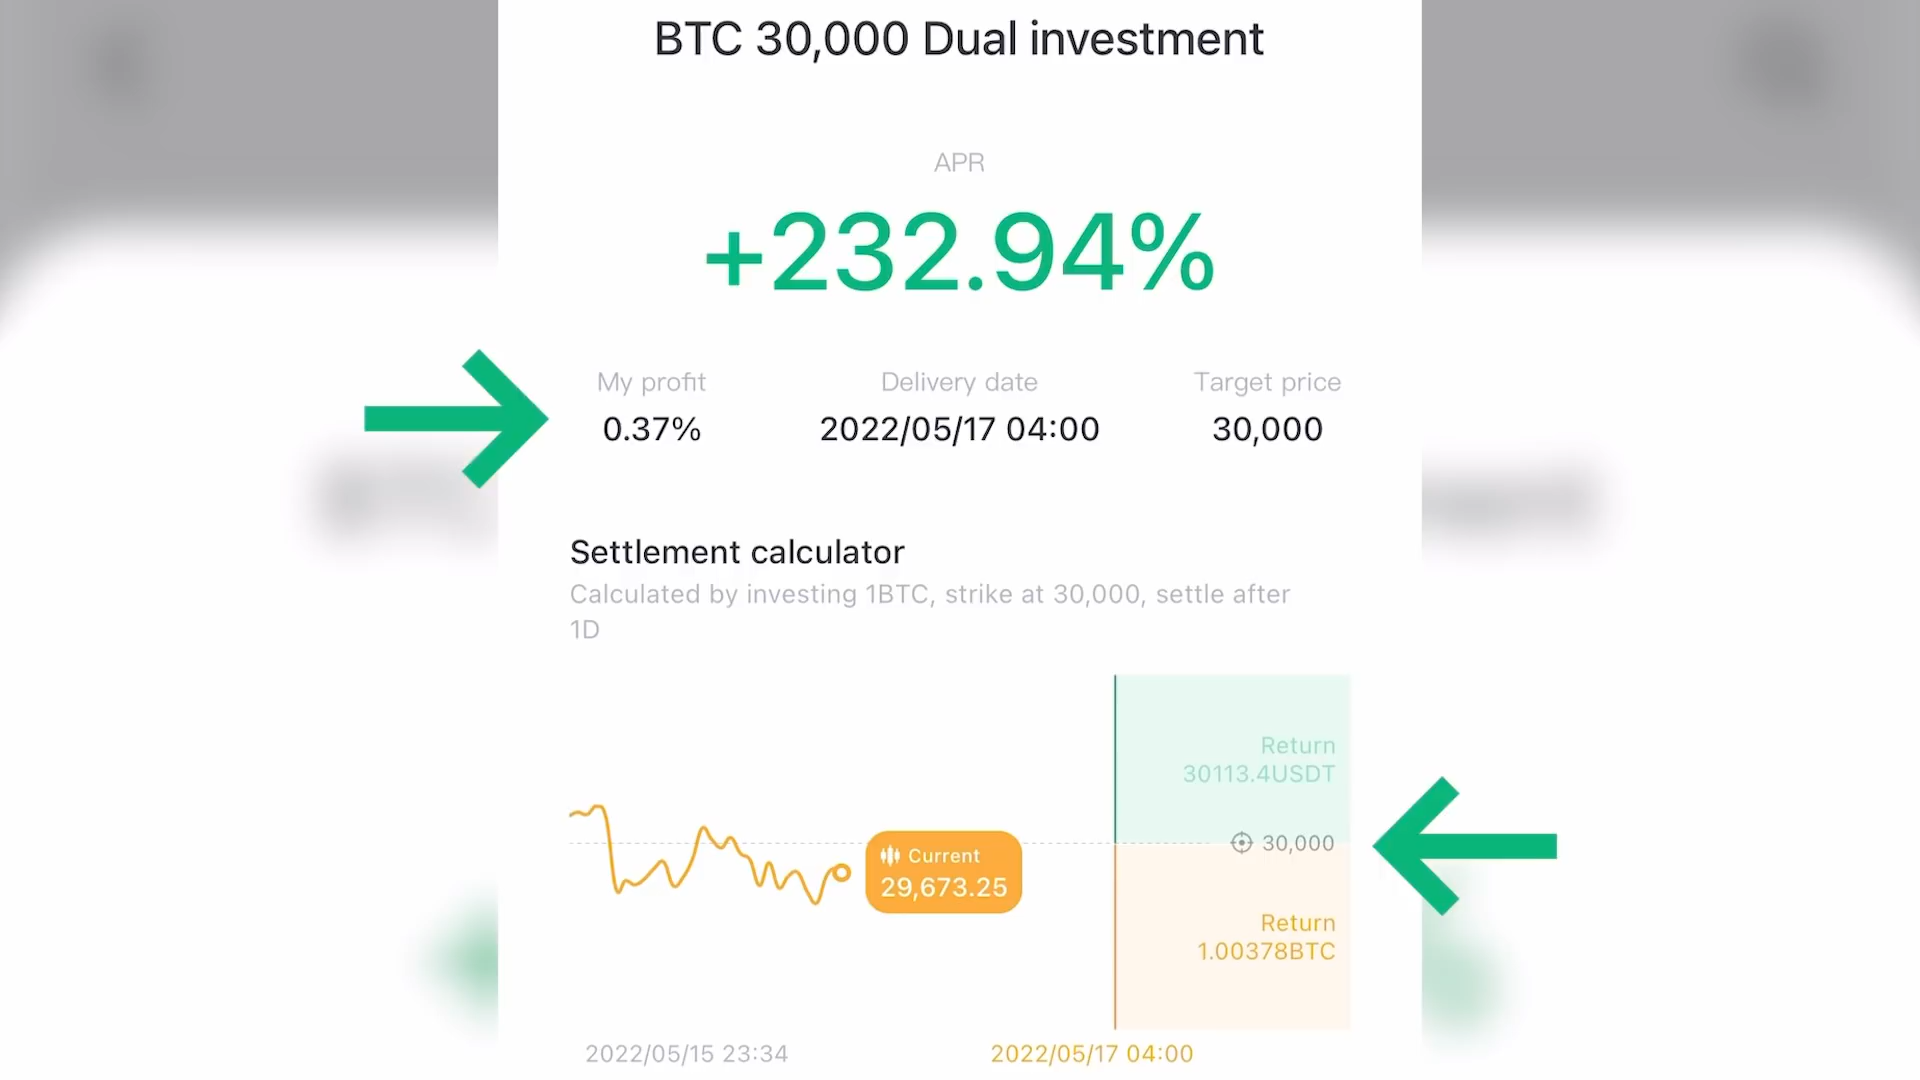 BTC 30,000 Dual investment
APR
+232.94%
My profit
0.37%
Delivery date
2022/05/17 04:00
Target price
30,000
Settlement calculator
Calculated by investing 1BTC, strike at 30,000, settle after
1D
Return
30113.4USDT
30,000
Current
29,673.25
Return
1.00378BTC
2022/05/15 23:34
2022/05/17 04:00